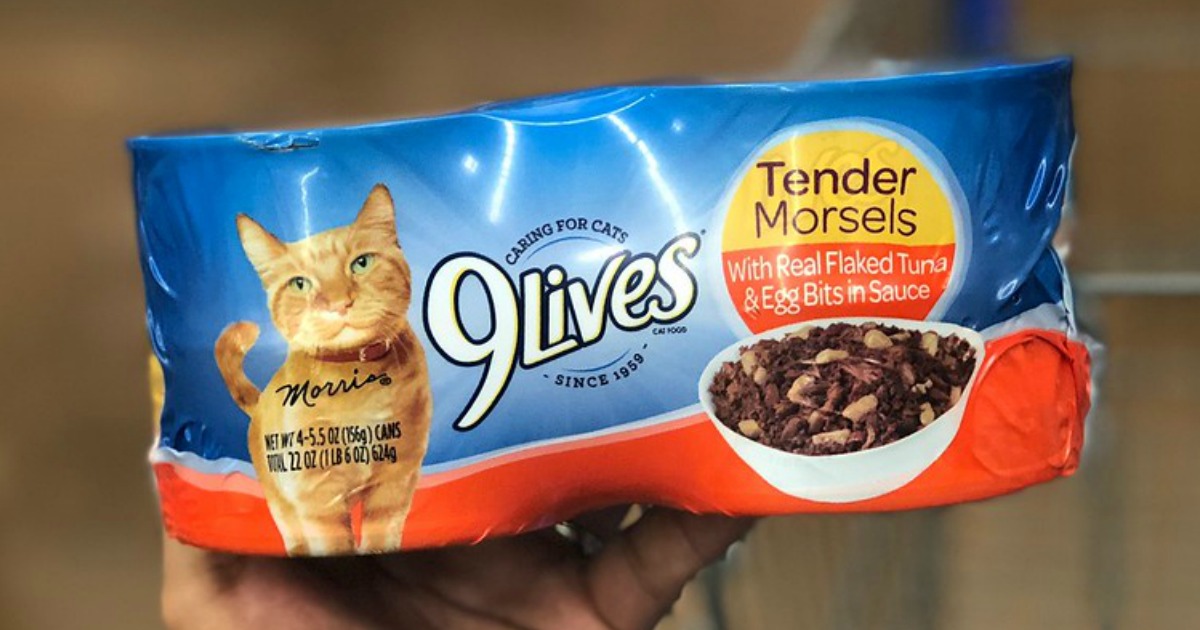 CARING FOR CATS
9Lives®
CAT FOOD
- SINCE 1959 -
Tender
Morsels
With Real Flaked Tuna
& Egg Bits in Sauce
Morris®
NET WT 4-5.5 OZ (156g) CANS
TOTAL 22 OZ (1 LB 6 OZ) 624g